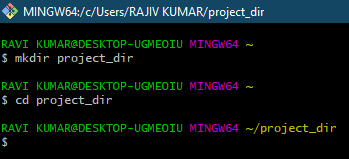 MINGW64:/c/Users/RAJIV KUMAR/project_dir
RAVI KUMAR@DESKTOP-UGMEOIU MINGW64 ~
$ mkdir project_dir
RAVI KUMAR@DESKTOP-UGMEOIU MINGW64 ~
$ cd project_dir
RAVI KUMAR@DESKTOP-UGMEOIU MINGW64 ~/project_dir
$